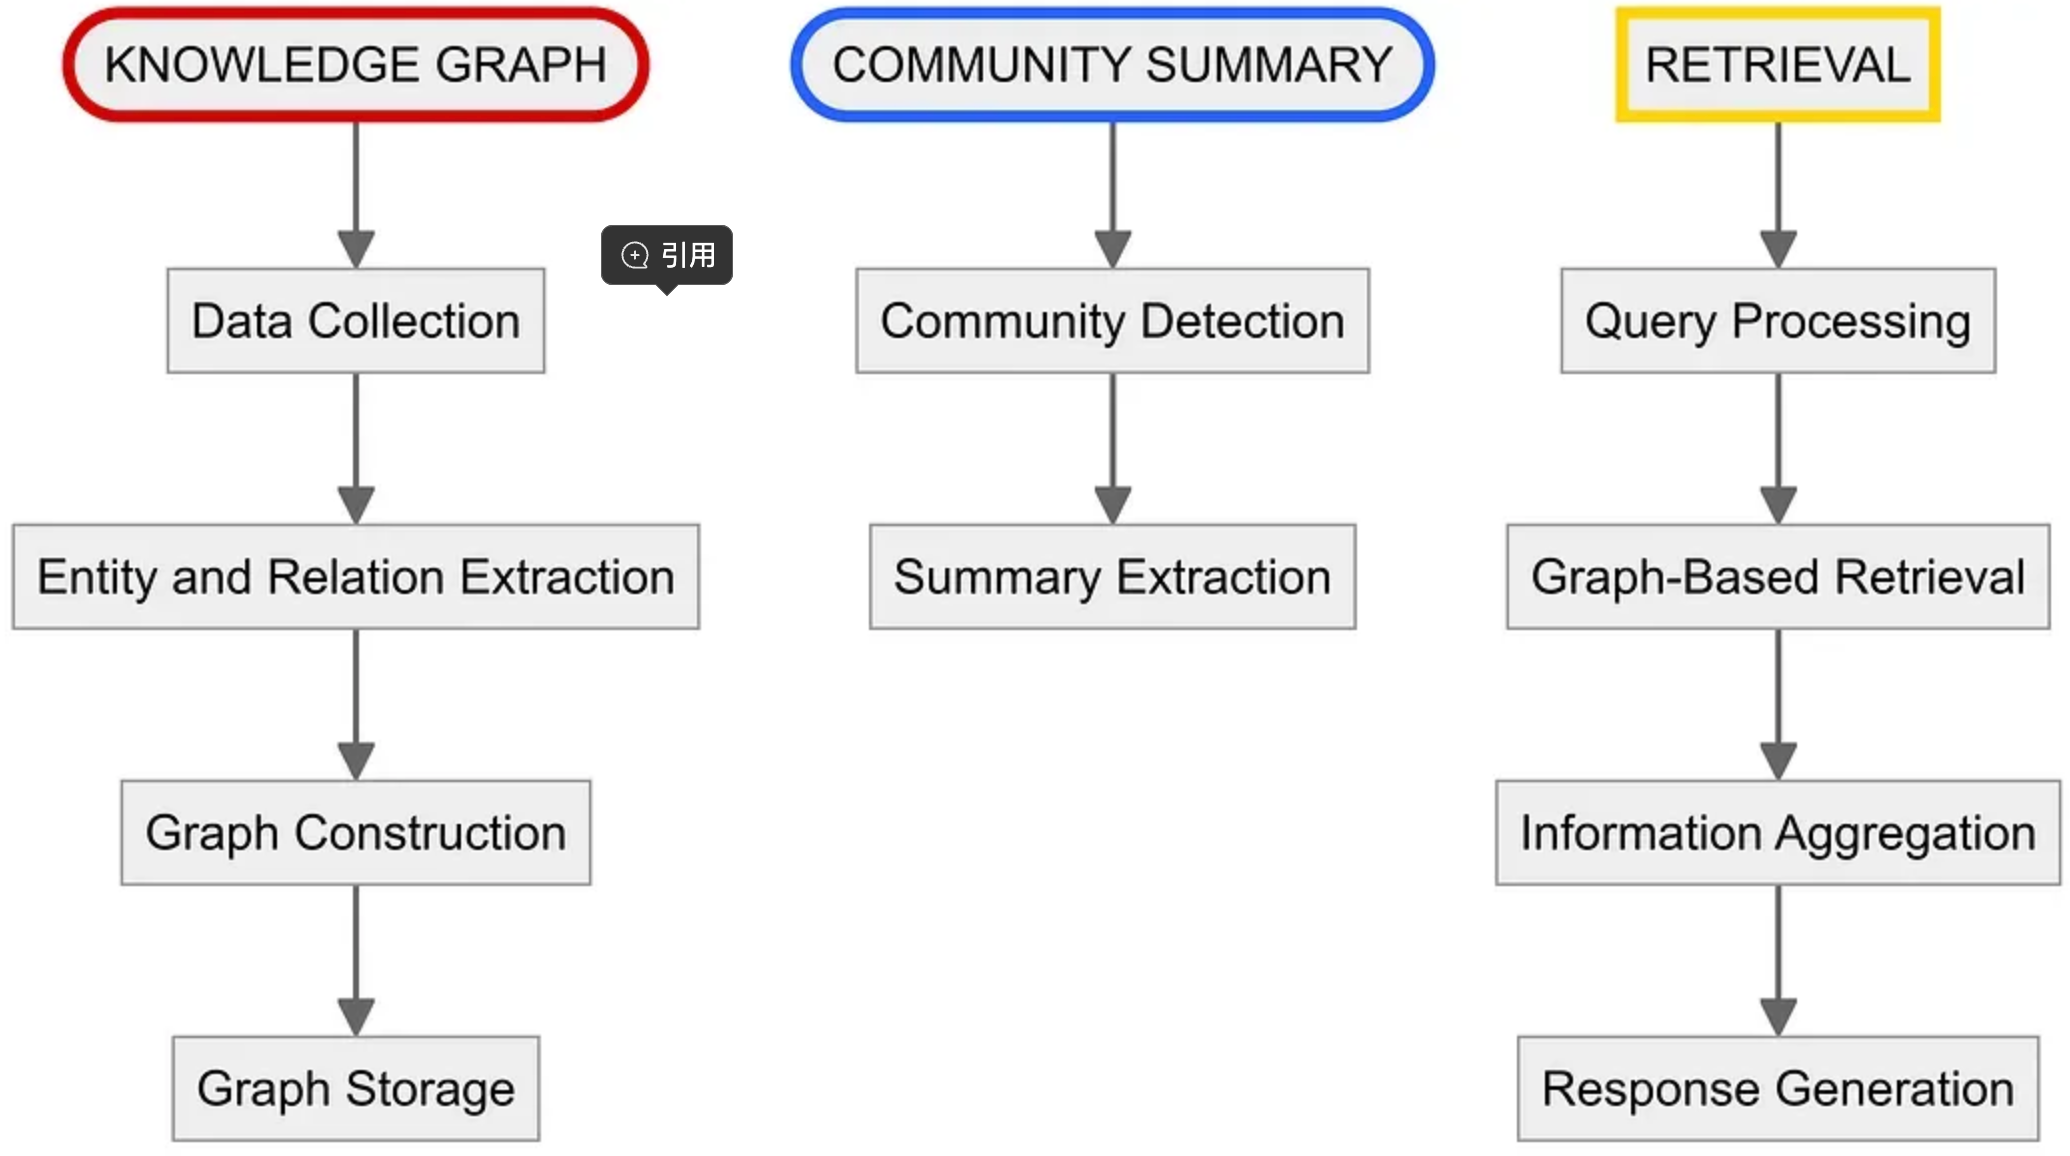 KNOWLEDGE GRAPH
Data Collection
Entity and Relation Extraction
Graph Construction
Graph Storage
引用
COMMUNITY SUMMARY
Community Detection
Summary Extraction
RETRIEVAL
Query Processing
Graph-Based Retrieval
Information Aggregation
Response Generation